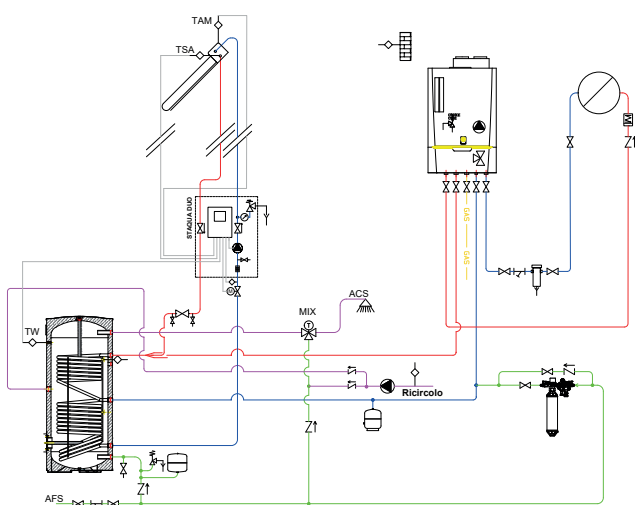 TAM
TSA
STAQUA DUO
GAS
GAS
M
M
ACS
MIX
T
TW
Ricircolo
AFS